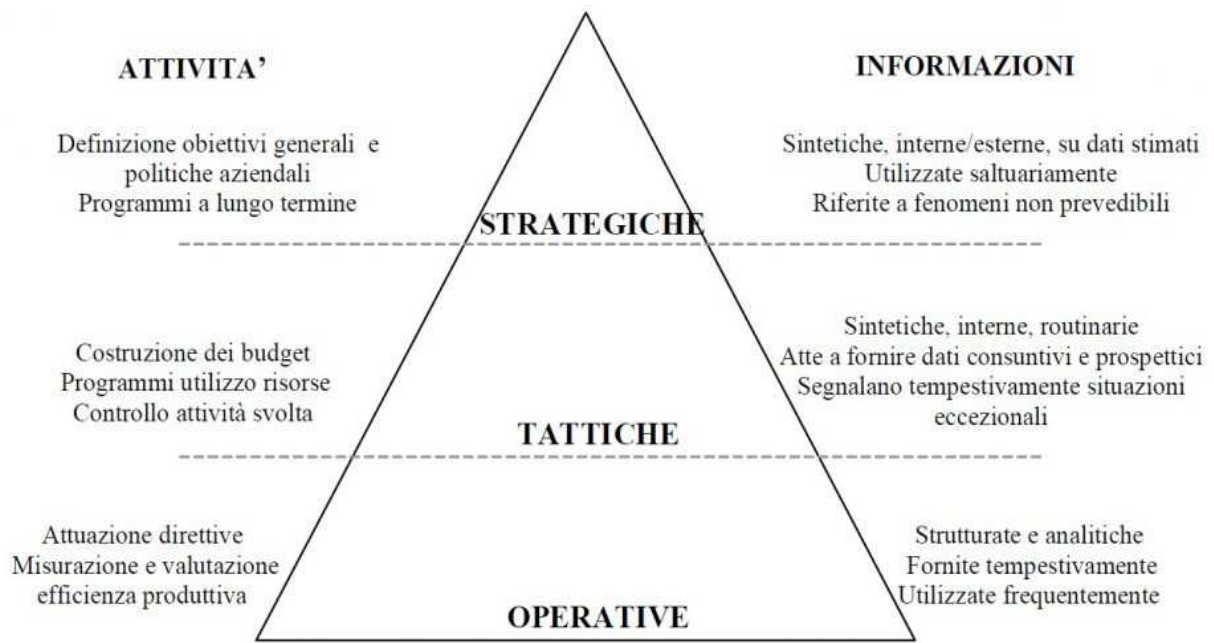 ATTIVITA’
INFORMAZIONI
Definizione obiettivi generali e
politiche aziendali
Programmi a lungo termine
Sintetiche, interne/esterne, su dati stimati
Utilizzate saltuariamente
Riferite a fenomeni non prevedibili
STRATEGICHE
Costruzione dei budget
Programmi utilizzo risorse
Controllo attività svolta
Sintetiche, interne, routinarie
Atte a fornire dati consuntivi e prospettici
Segnalano tempestivamente situazioni
eccezionali
TATTICHE
Attuazione direttive
Misurazione e valutazione
efficienza produttiva
Strutturate e analitiche
Fornite tempestivamente
Utilizzate frequentemente
OPERATIVE